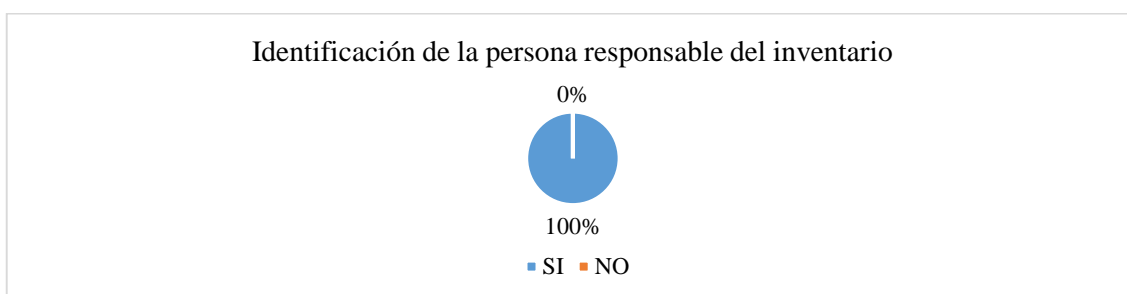 Identificación de la persona responsable del inventario
0%
100%
SI NO